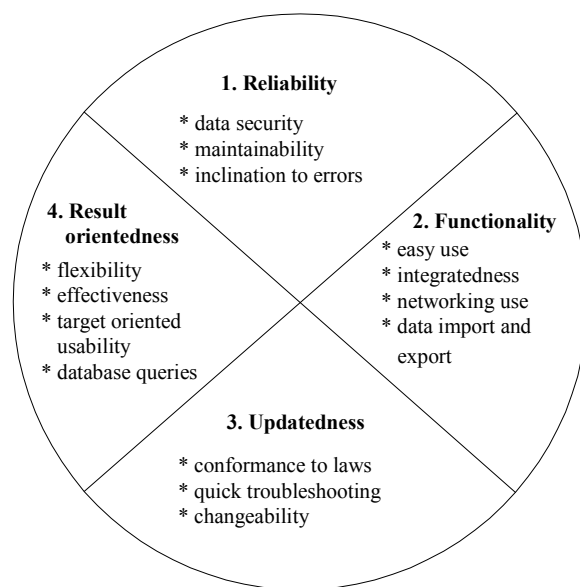 1. Reliability
* data security
* maintainability
* inclination to errors
2. Functionality
* easy use
* integratedness
* networking use
* data import and
export
3. Updatedness
* conformance to laws
* quick troubleshooting
* changeability
4. Result
orientedness
* flexibility
* effectiveness
* target oriented
usability
* database queries